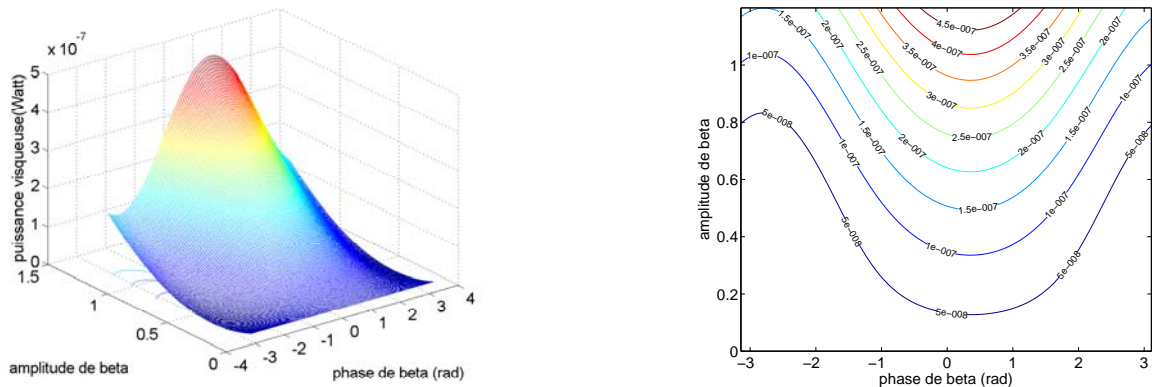 x 10-7
puissance visqueuse(Watt)
5
4
3
2
1
0
1.5
1
0.5
0
amplitude de beta
-4
-3
-2
-1
0
1
2
3
4
phase de beta (rad)
amplitude de beta
1
0.8
0.6
0.4
0.2
0
−3
−2
−1
0
1
2
3
phase de beta (rad)
1.5e−007
2e−007
2.5e−007
3.5e−007
4e−007
4.5e−007
3.5e−007
3e−007
2.5e−007
2e−007
1e−007
3e−007
1e−007
5e−008
1.5e−007
2e−007
2.5e−007
2e−007
1.5e−007
5e−008
1e−007
1.5e−007
1e−007
5e−008
1e−007
5e−008
5e−008